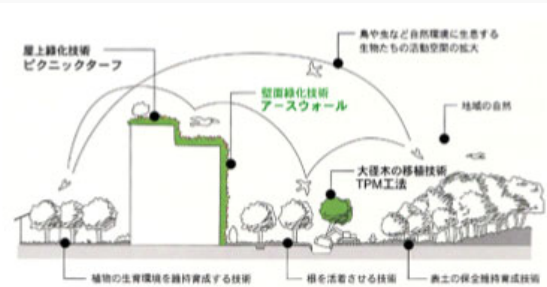 鳥や虫など自然環境に生息する
生物たちの活動空間の拡大
屋上緑化技術
ピクニックターフ
壁面緑化技術
アースウォール
地域の自然
大径木の移植技術
TPM工法
植物の生育環境を維持育成する技術
根を活着させる技術
表土の保全維持育成技術